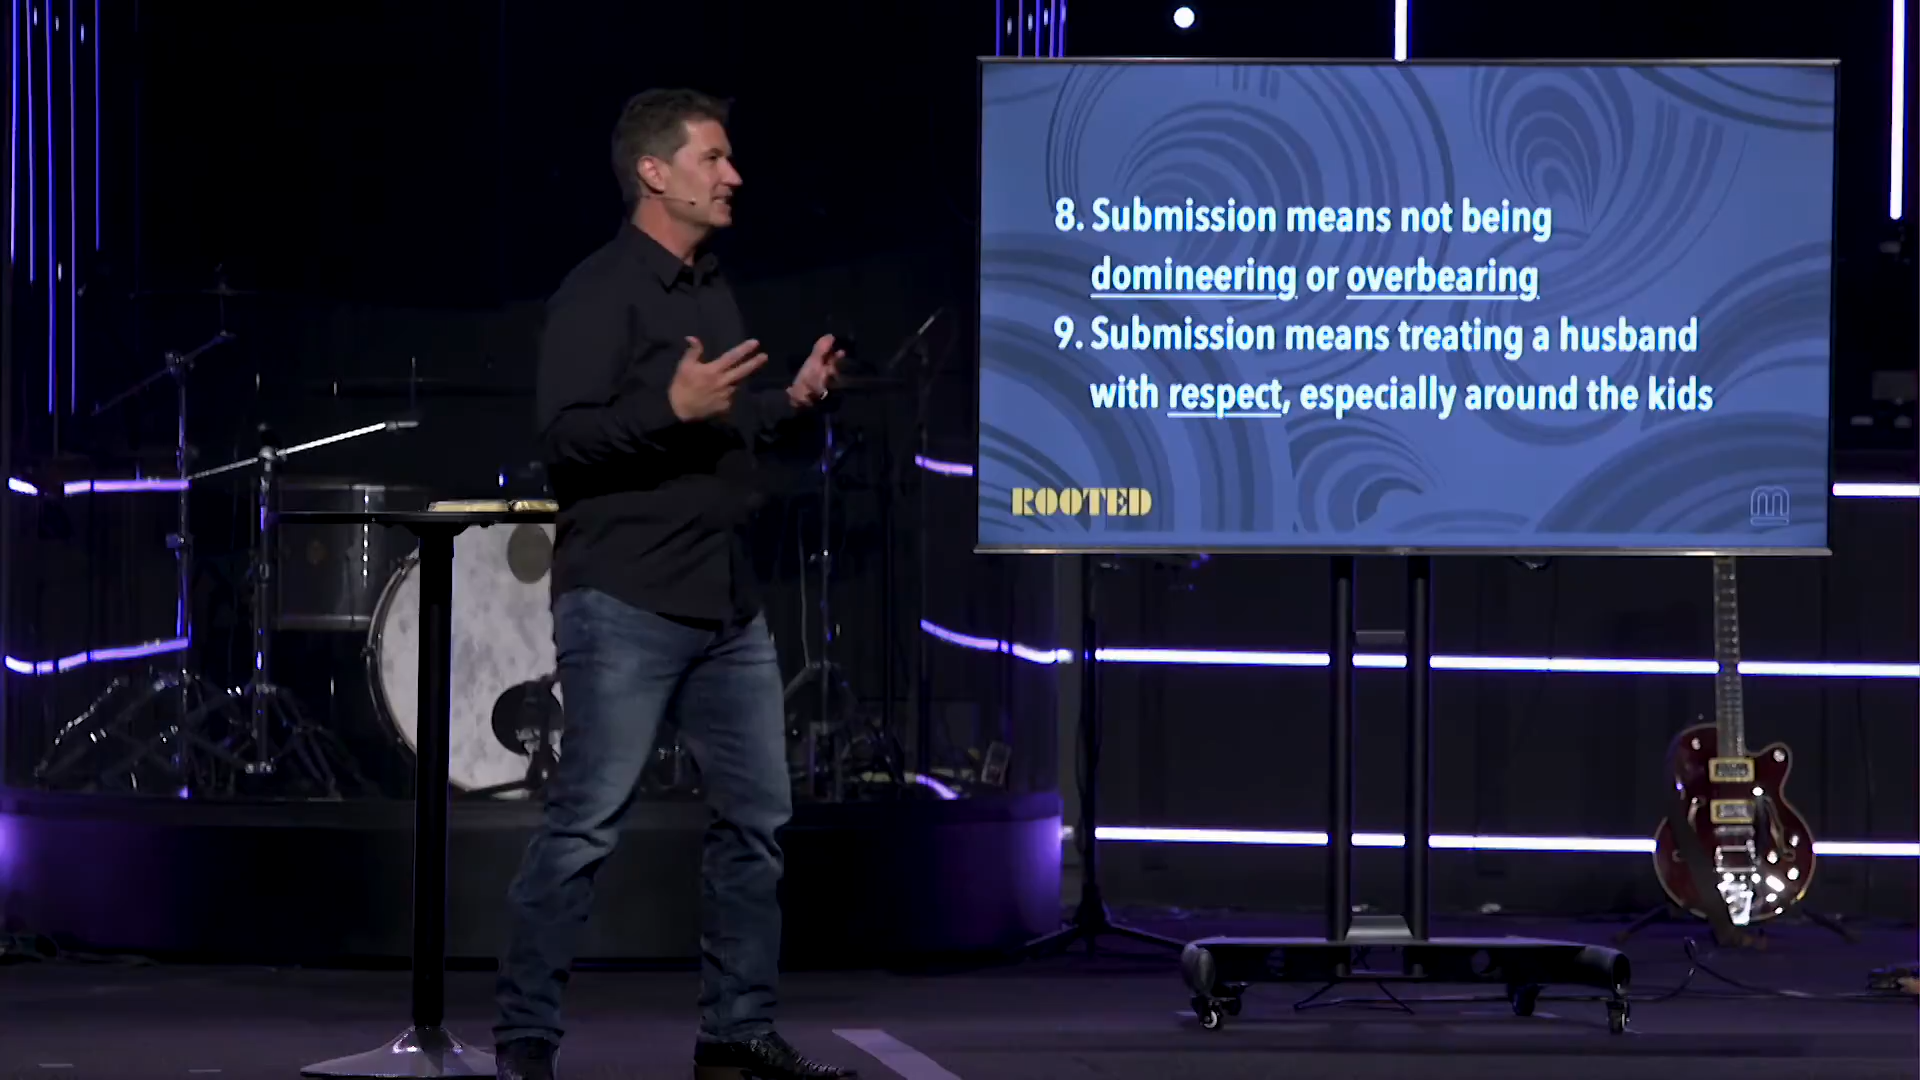 8. Submission means not being
domineering or overbearing
9. Submission means treating a husband
with respect, especially around the kids
ROOTED